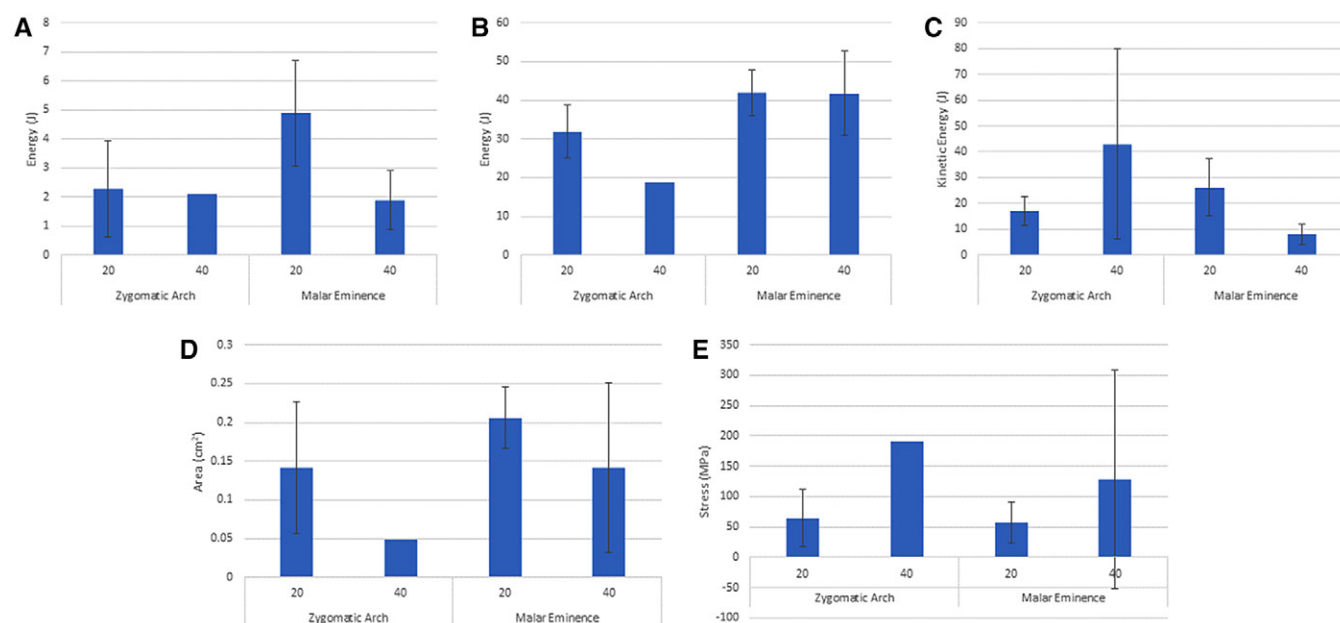 A
8
7
6
5
4
3
2
1
0
Energy (J)
20 40 20 40
Zygomatic Arch Malar Eminence
B
60
50
40
30
20
10
0
Energy (J)
20 40 20 40
Zygomatic Arch Malar Eminence
C
90
80
70
60
50
40
30
20
10
0
Kinetic Energy (J)
20 40 20 40
Zygomatic Arch Malar Eminence
D
0.3
0.25
0.2
0.15
0.1
0.05
0
Area (cm²)
20 40 20 40
Zygomatic Arch Malar Eminence
E
350
300
250
200
150
100
50
0
-50
-100
Stress (MPa)
20 40 20 40
Zygomatic Arch Malar Eminence